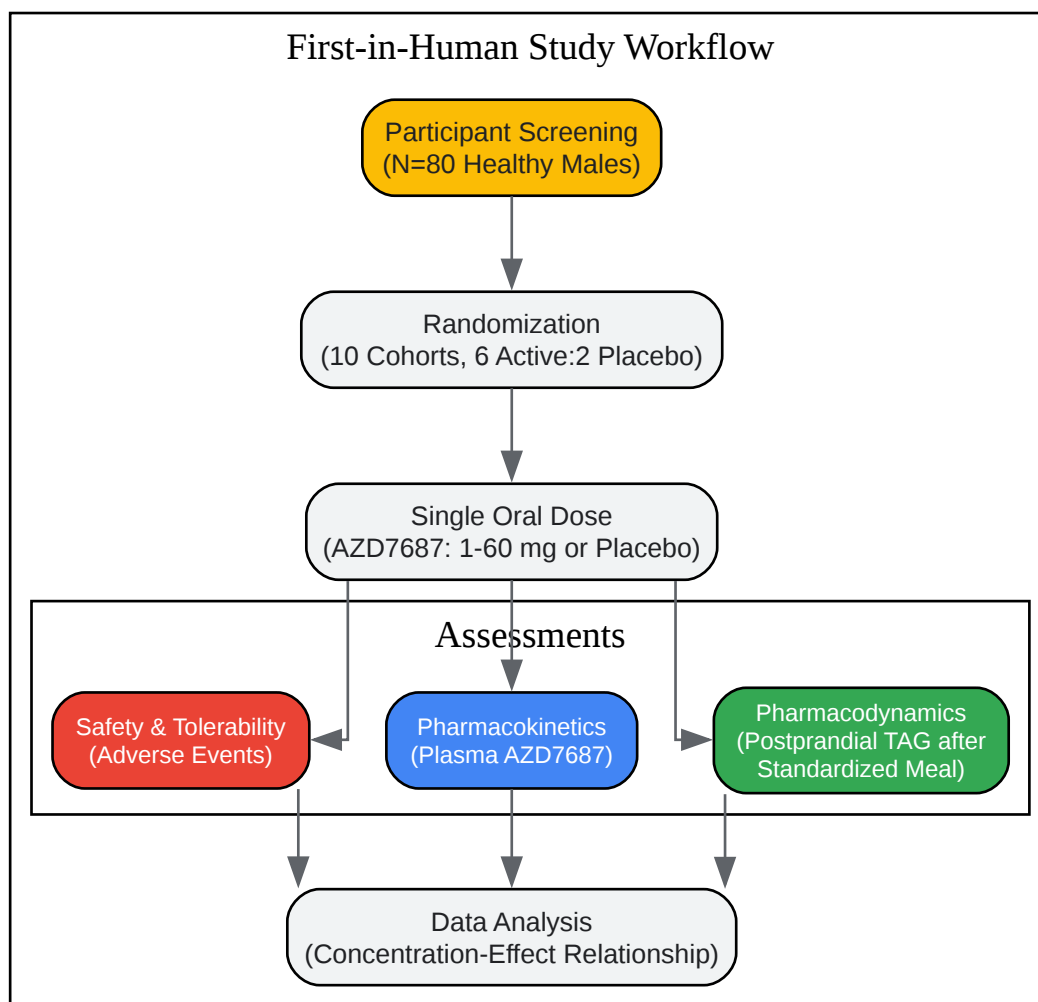 First-in-Human Study Workflow
Participant Screening
(N=80 Healthy Males)
Randomization
(10 Cohorts, 6 Active:2 Placebo)
Single Oral Dose
(AZD7687: 1-60 mg or Placebo)
Assessments
Safety & Tolerability
(Adverse Events)
Pharmacokinetics
(Plasma AZD7687)
Pharmacodynamics
(Postprandial TAG after
Standardized Meal)
Data Analysis
(Concentration-Effect Relationship)